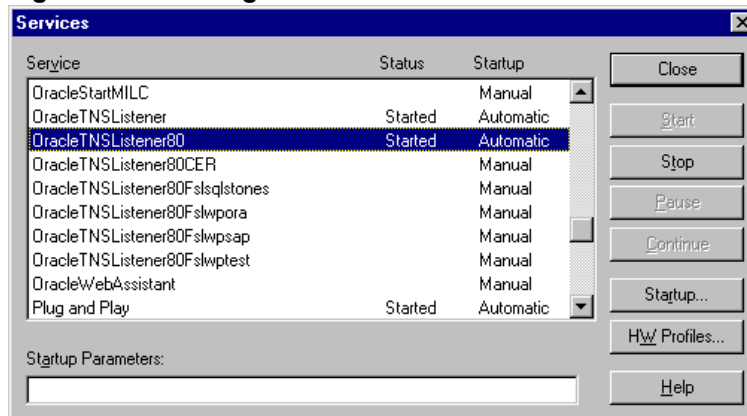 Services
Service Status Startup
OracleStartMILC Manual
OracleTNSListener Started Automatic
OracleTNSListener80 Started Automatic
OracleTNSListener80CER Manual
OracleTNSListener80Fslsqlstones Manual
OracleTNSListener80Fslwpora Manual
OracleTNSListener80Fslwpsap Manual
OracleTNSListener80Fslwptest Manual
OracleWebAssistant Manual
Plug and Play Started Automatic
Close
Start
Stop
Pause
Continue
Startup...
HW Profiles...
Help
Startup Parameters: